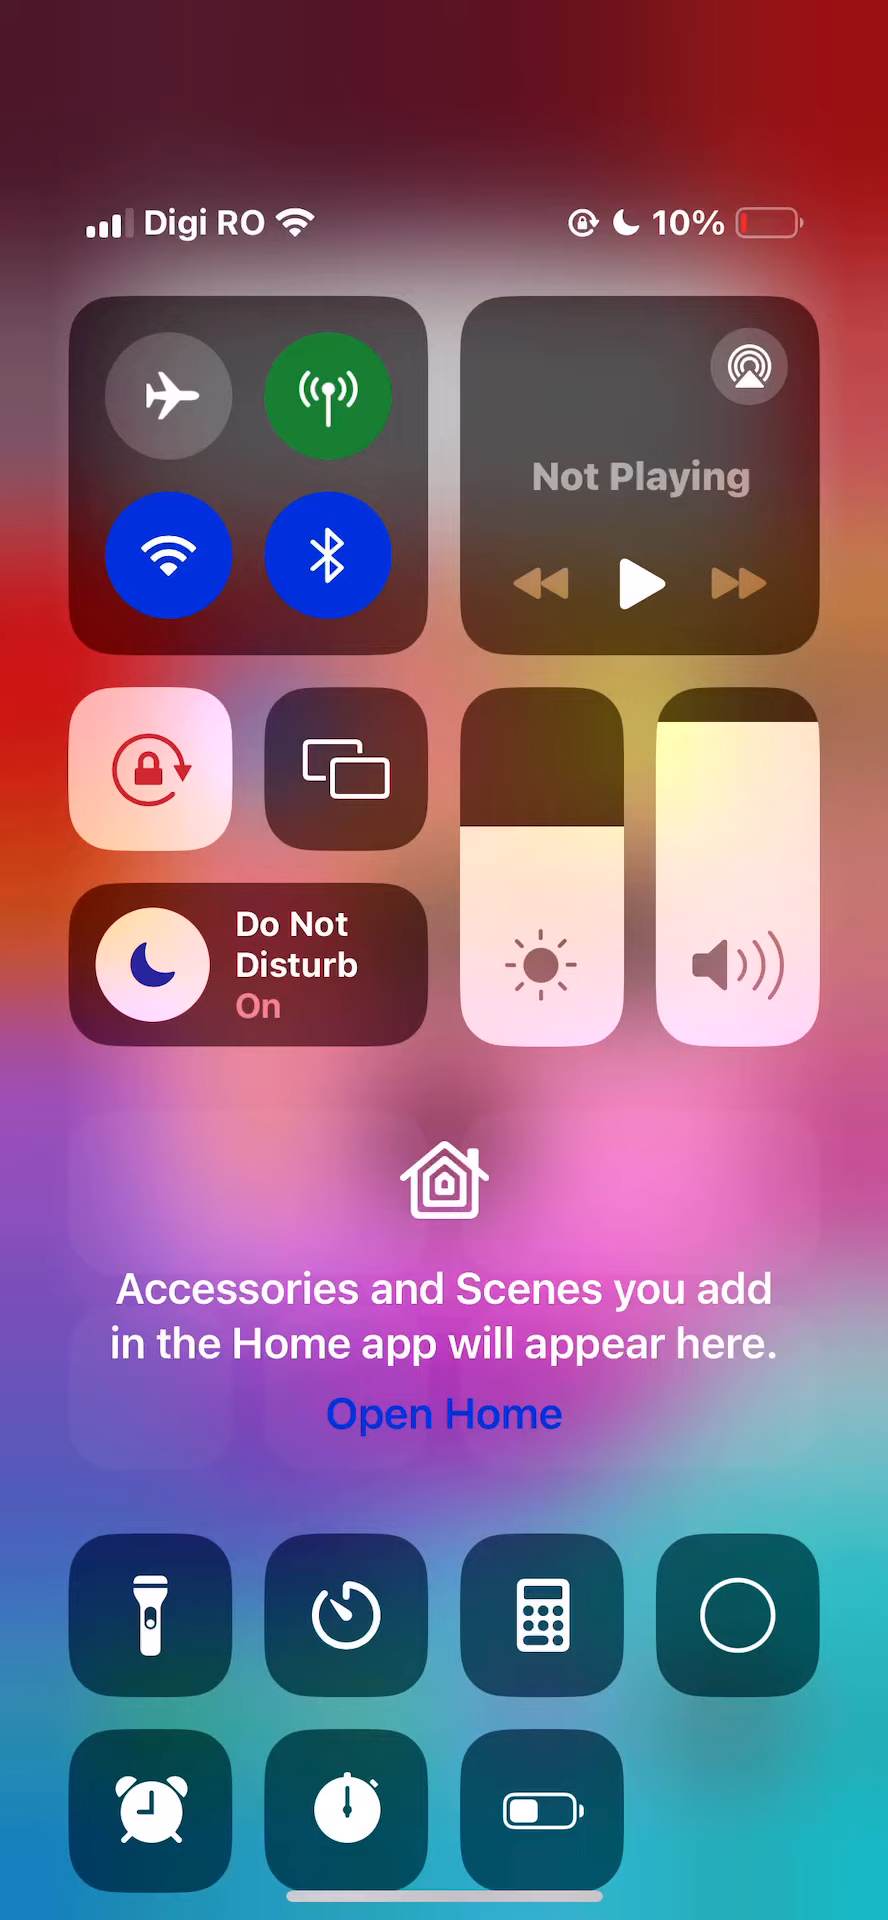 Digi RO
10%
Not Playing
Do Not
Disturb
On
Accessories and Scenes you add
in the Home app will appear here.
Open Home